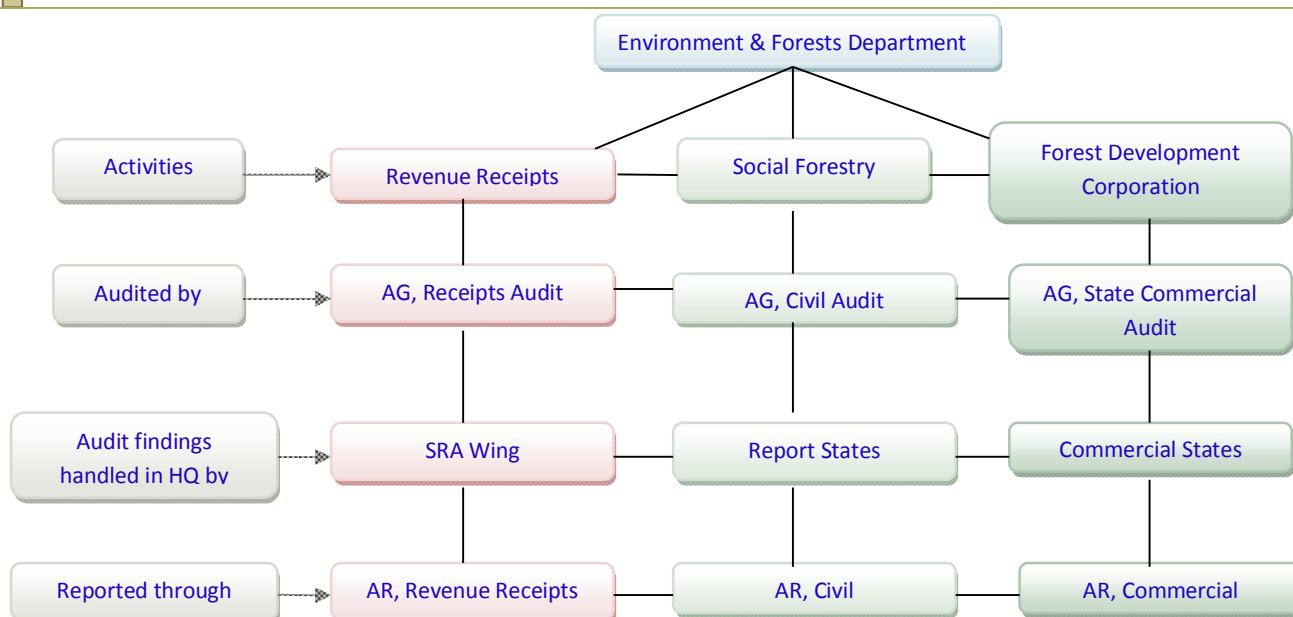 Environment & Forests Department
Activities
Revenue Receipts
Social Forestry
Forest Development
Corporation
Audited by
AG, Receipts Audit
AG, Civil Audit
AG, State Commercial
Audit
Audit findings
handled in HQ by
SRA Wing
Report States
Commercial States
Reported through
AR, Revenue Receipts
AR, Civil
AR, Commercial